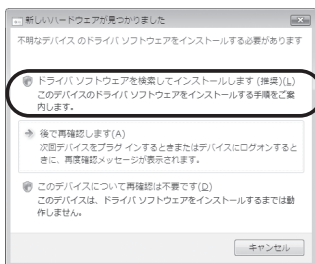 新しいハードウェアが見つかりました
不明なデバイス のドライバ ソフトウェアをインストールする必要があります
ドライバ ソフトウェアを検索してインストールします (推奨)(L)
このデバイスのドライバ ソフトウェアをインストールする手順をご案
内します。
後で再確認します(A)
次回デバイスをプラグ インするときまたはデバイスにログオンすると
きに、再度確認メッセージが表示されます。
このデバイスについて再確認は不要です(D)
このデバイスは、ドライバ ソフトウェアをインストールするまでは動
作しません。
キャンセル